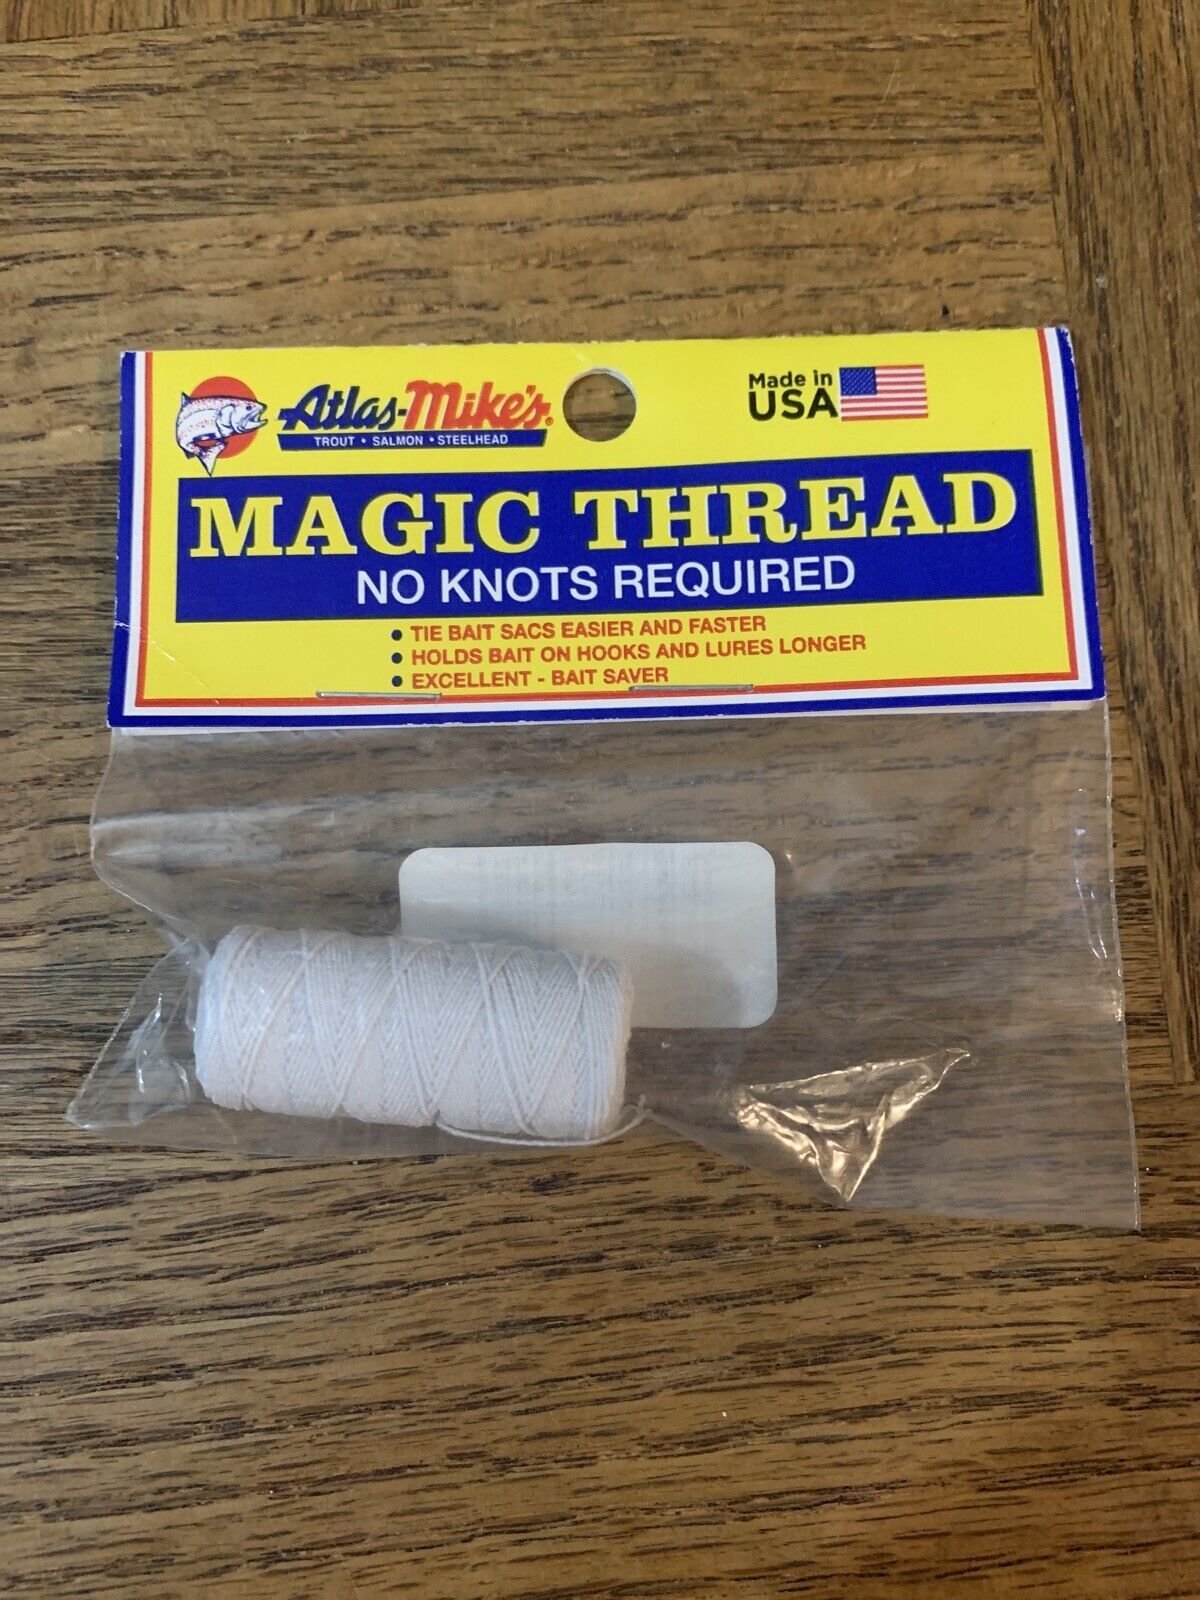 Atlas-Mike's®
TROUT • SALMON • STEELHEAD
Made in
USA
MAGIC THREAD
NO KNOTS REQUIRED
• TIE BAIT SACS EASIER AND FASTER
• HOLDS BAIT ON HOOKS AND LURES LONGER
• EXCELLENT - BAIT SAVER